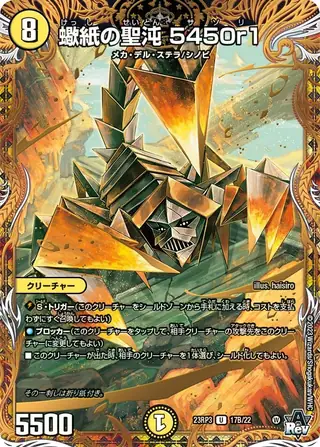 8
けっし せいとん サソリ
蠍紙の聖沌 5450r1
メカ・デル・ステラ/シノビ
クリーチャー
illus. haisiro
S・トリガー(このクリーチャーをシールドゾーンから手札に加える時、コストを支払
わずにすぐ召喚してもよい)
ブロッカー(このクリーチャーをタップして、相手クリーチャーの攻撃先をこのクリー
チャーに変更してもよい)
■このクリーチャーが出た時、相手のクリーチャーを1体選び、シールド化してもよい。
その一刺しは折り紙付き。
5500
1
23RP3 U 17B/22
A Rev
©2023 Wizards/Shogakukan/WHC